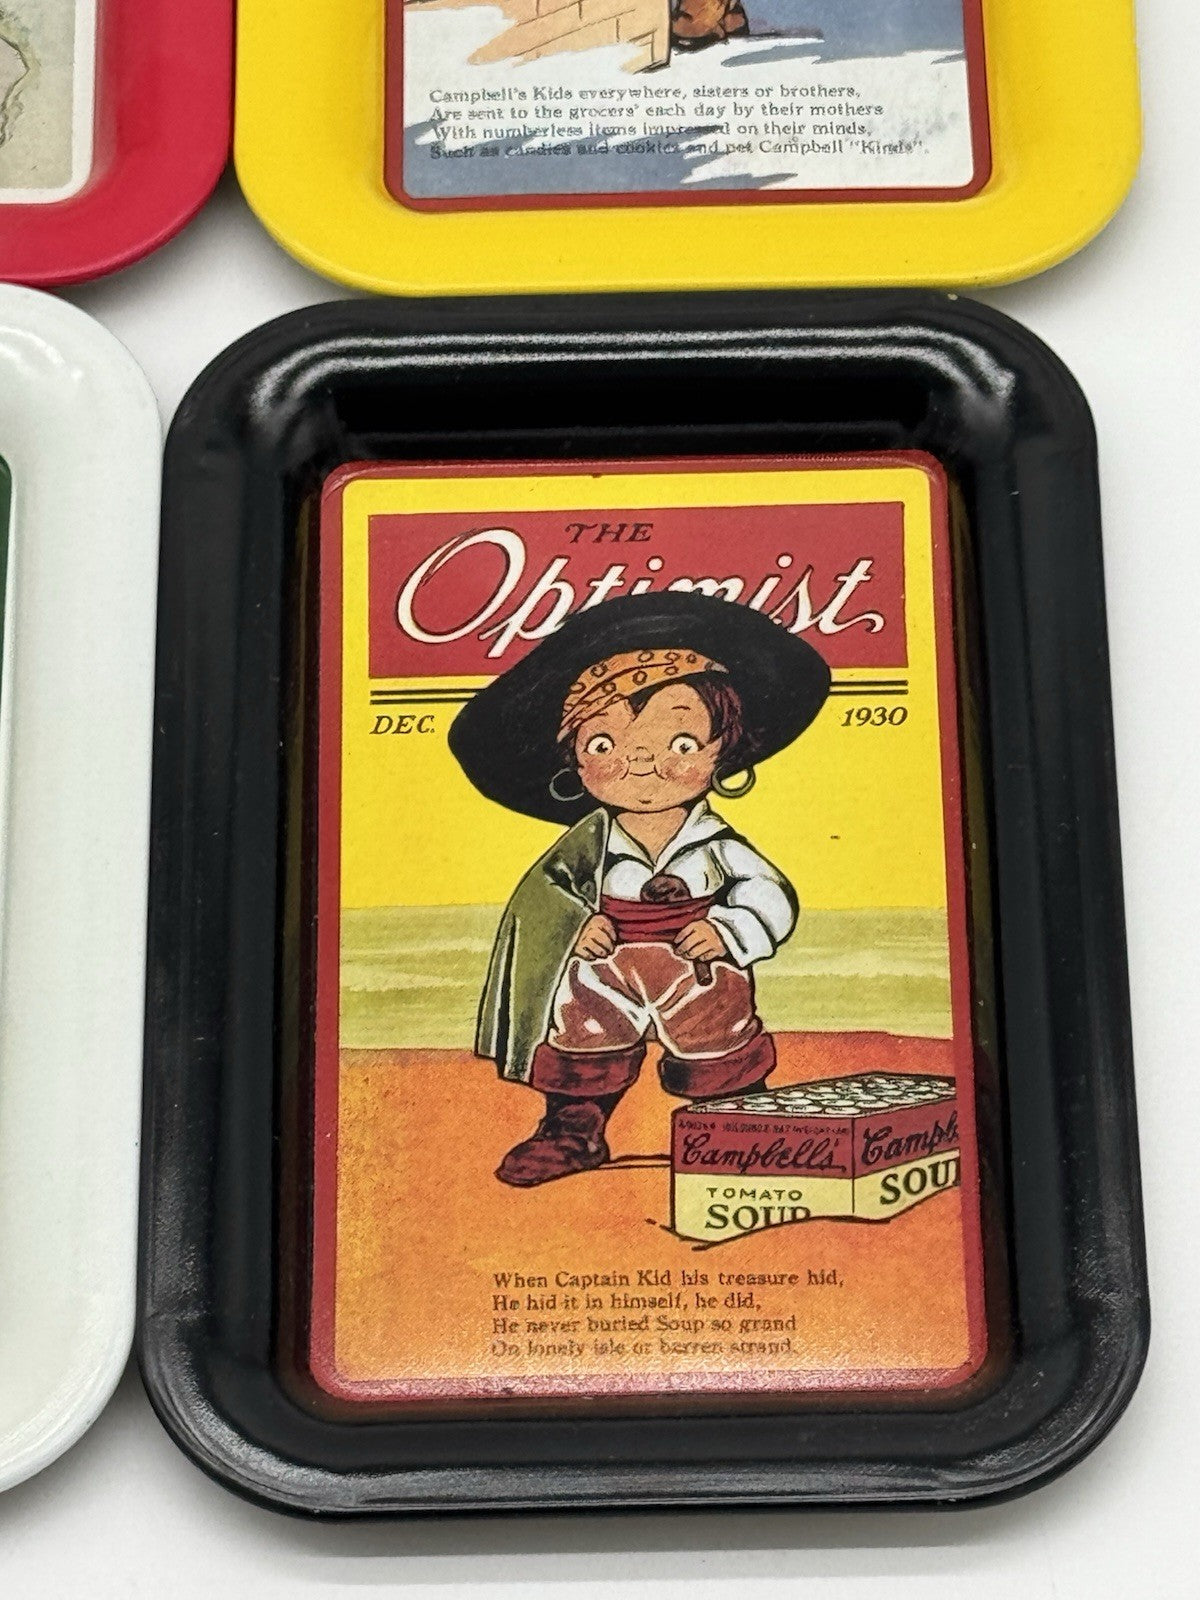 Campbell's Kids everywhere, sisters or brothers,
Are sent to the grocers' each day by their mothers
With numberless items impressed on their minds,
Such as candies and cookies and pet Campbell "Kinds".
THE
Optimist
DEC. 1930
Campbell's Campb
TOMATO
SOUP SOU
When Captain Kid his treasure hid,
He hid it in himself, he did,
He never buried Soup so grand
On lonely isle or barren strand.